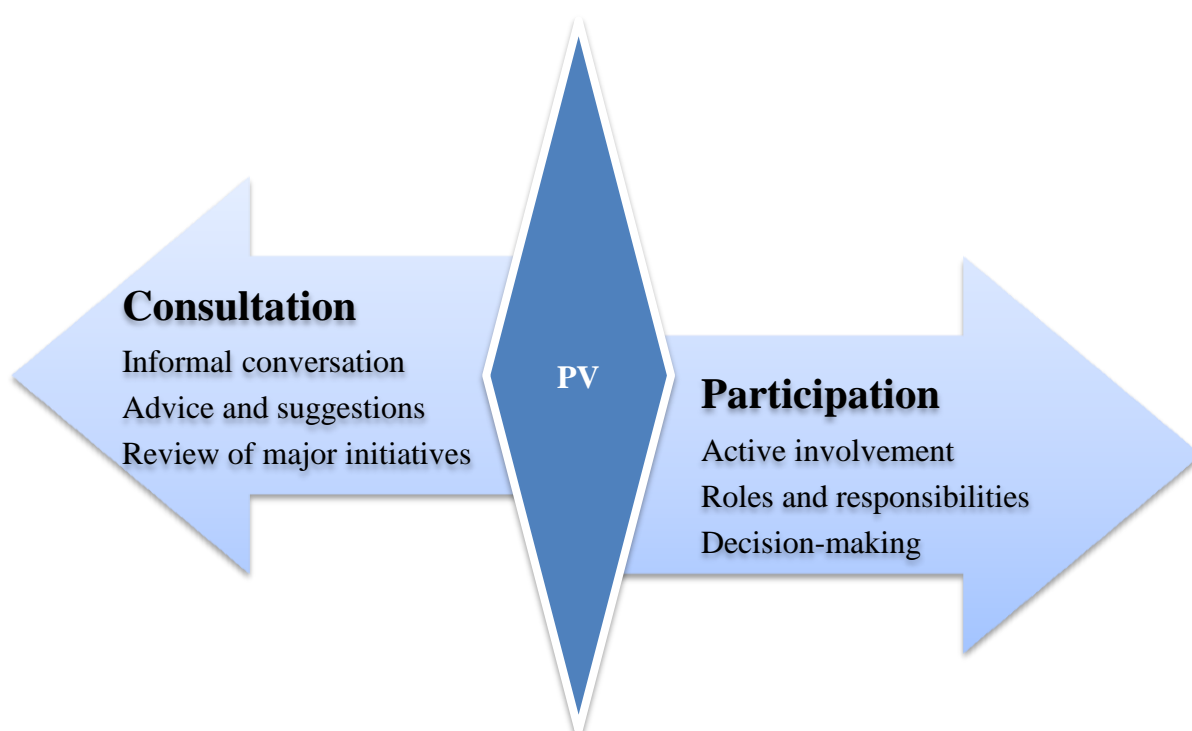 Consultation
Informal conversation
Advice and suggestions
Review of major initiatives
PV
Participation
Active involvement
Roles and responsibilities
Decision-making